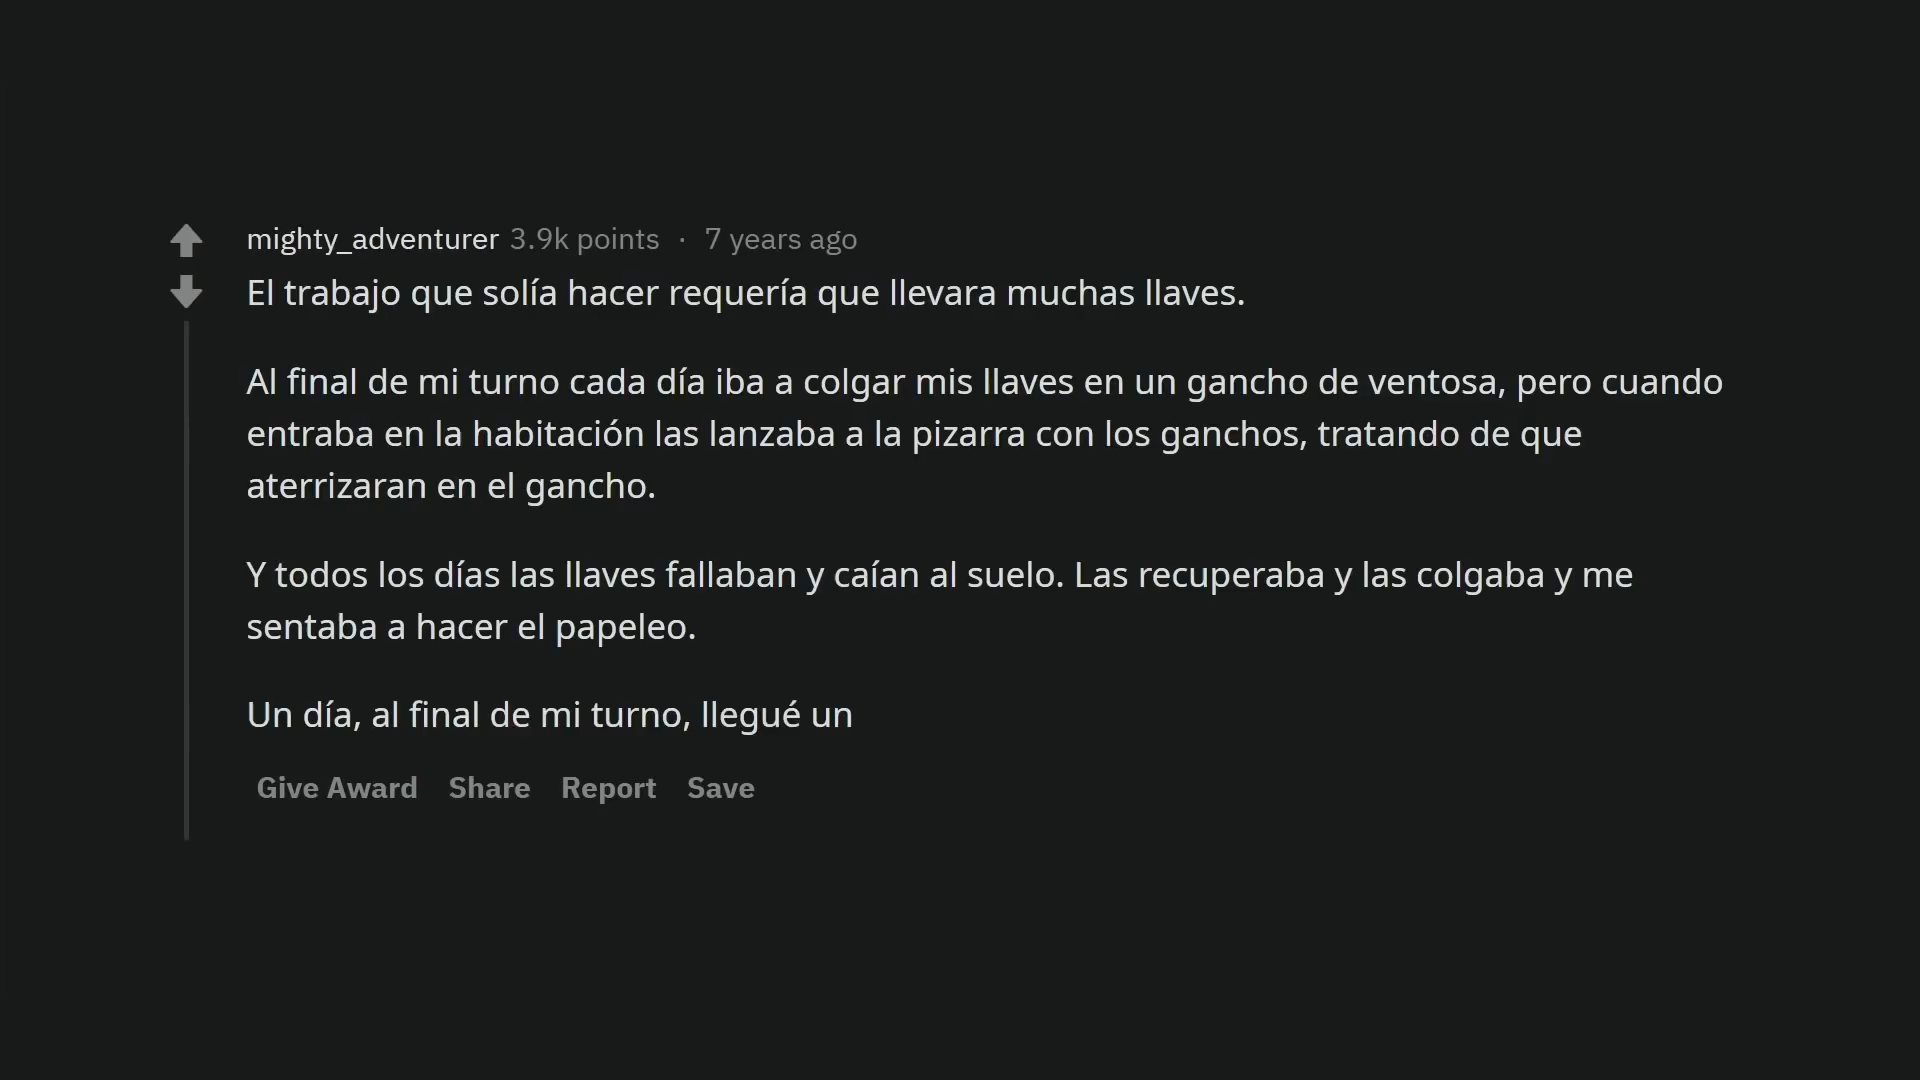 mighty_adventurer 3.9k points · 7 years ago
El trabajo que solía hacer requería que llevara muchas llaves.
Al final de mi turno cada día iba a colgar mis llaves en un gancho de ventosa, pero cuando
entraba en la habitación las lanzaba a la pizarra con los ganchos, tratando de que
aterrizaran en el gancho.
Y todos los días las llaves fallaban y caían al suelo. Las recuperaba y las colgaba y me
sentaba a hacer el papeleo.
Un día, al final de mi turno, llegué un
Give Award Share Report Save